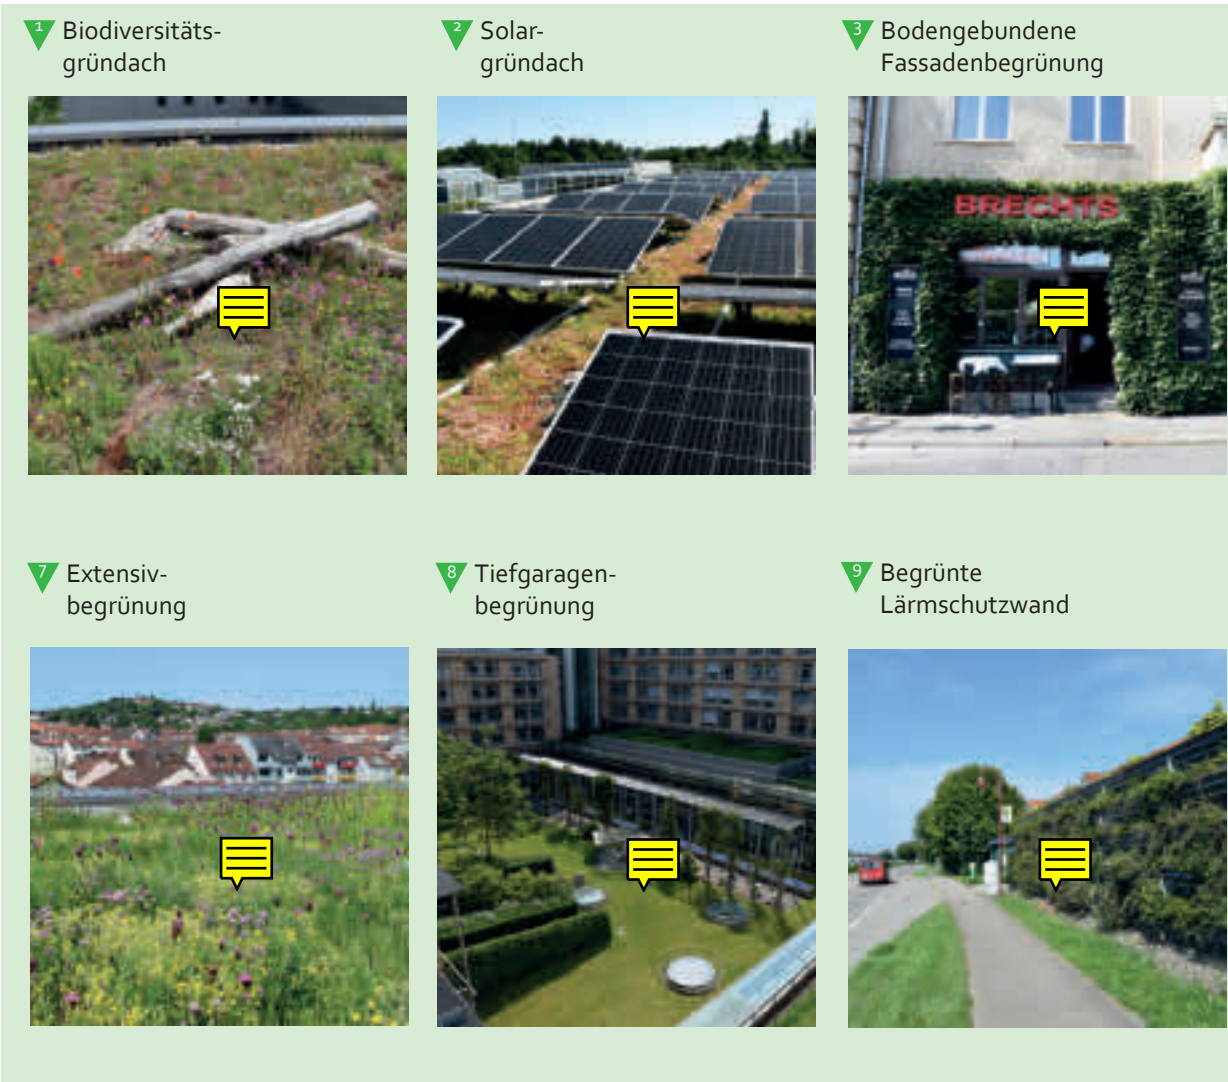 1 Biodiversitäts-
gründach
2 Solar-
gründach
3 Bodengebundene
Fassadenbegrünung
BRECHTS
7 Extensiv-
begrünung
8 Tiefgaragen-
begrünung
9 Begrünte
Lärmschutzwand